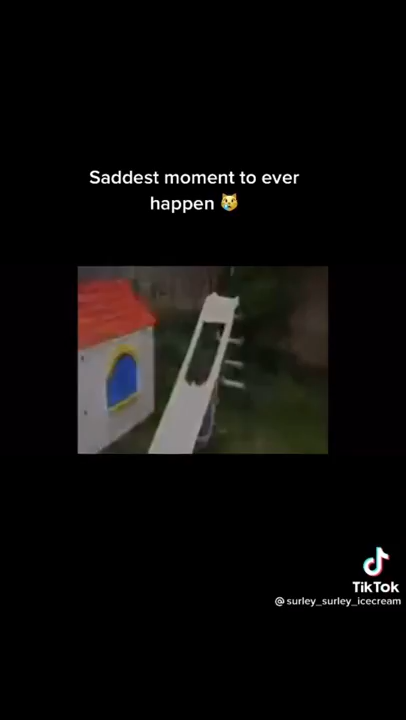 Saddest moment to ever
happen 😿
TikTok
@surley_surley_icecream